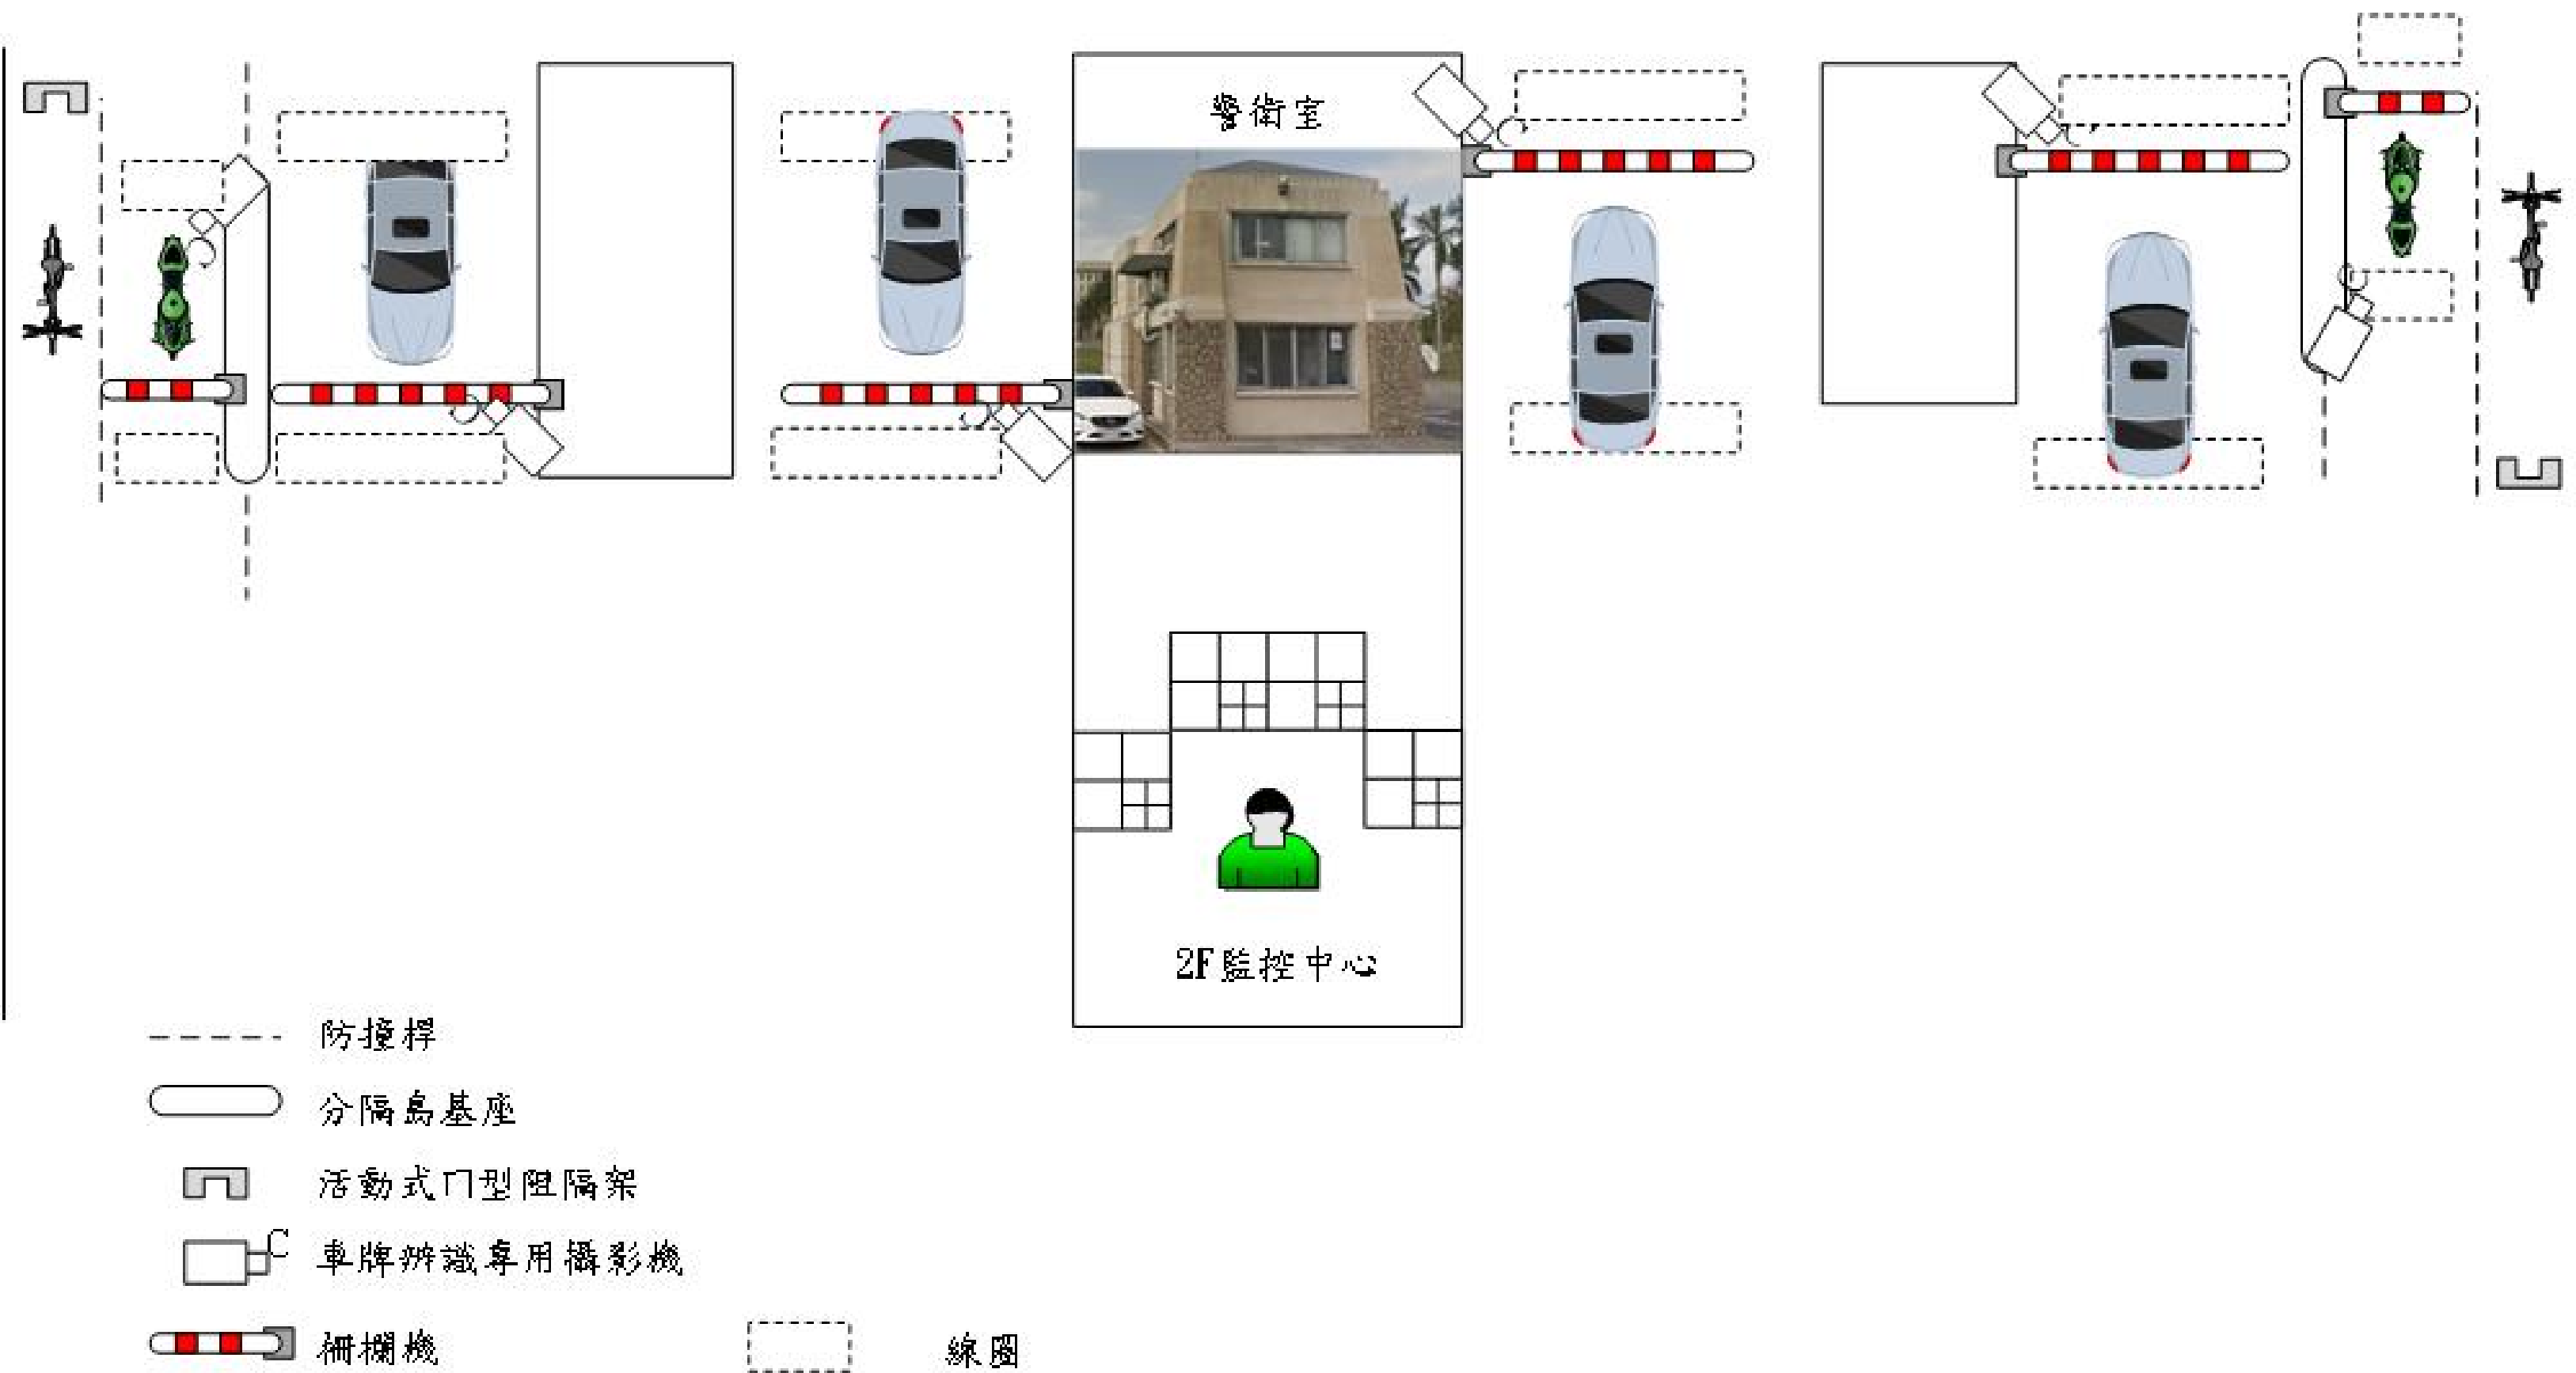 警衛室
2F監控中心
防撞桿
分隔島基座
活動式ㄇ型阻隔架
C 車牌辨識專用攝影機
柵欄機
線圈